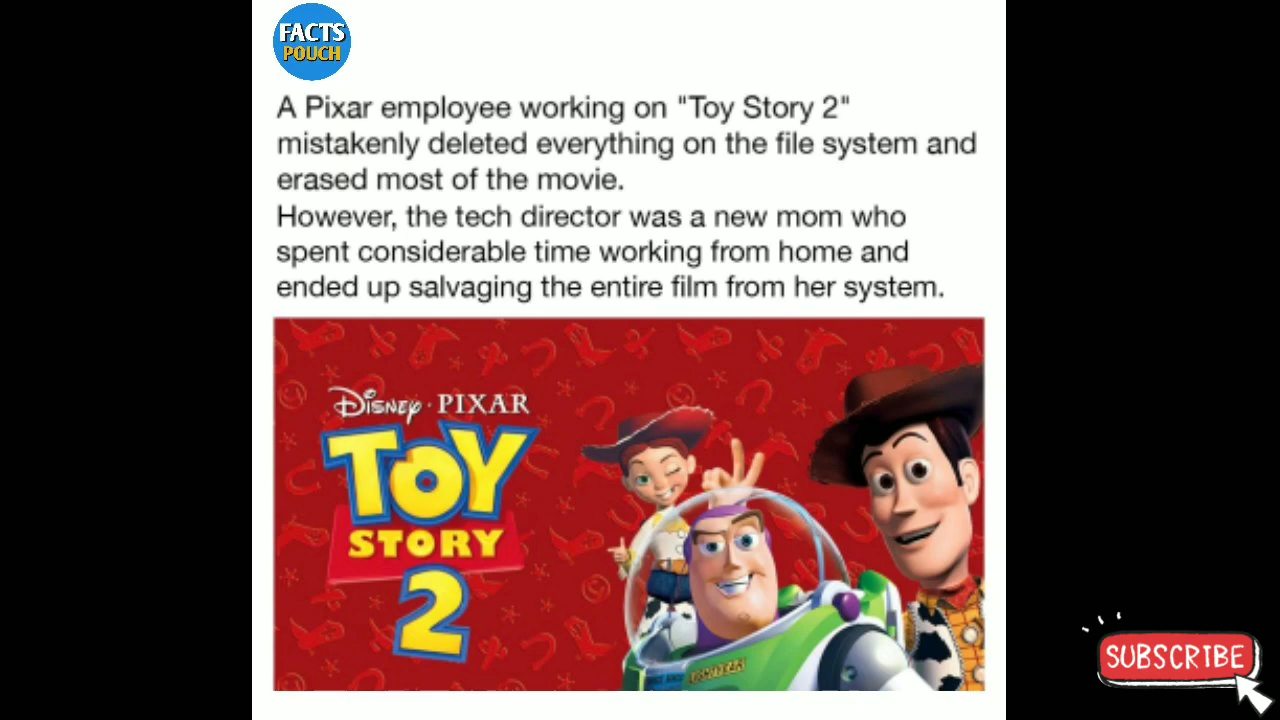 FACTS
POUCH
A Pixar employee working on "Toy Story 2"
mistakenly deleted everything on the file system and
erased most of the movie.
However, the tech director was a new mom who
spent considerable time working from home and
ended up salvaging the entire film from her system.
Disney · PIXAR
TOY
STORY
2
SUBSCRIBE